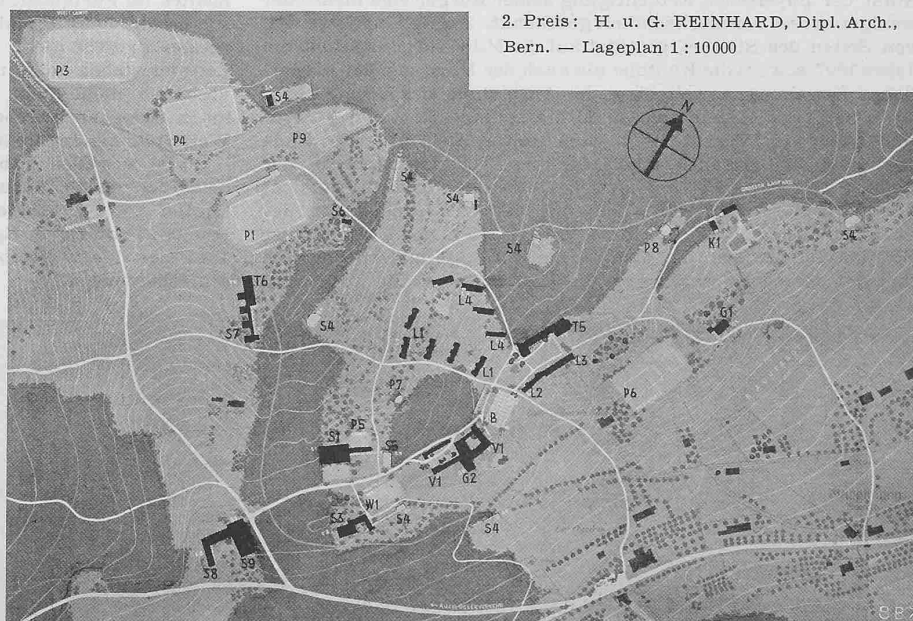 2. Preis: H. u. G. REINHARD, Dipl. Arch.,
Bern. — Lageplan 1 : 10000
N
P3
P4
S4
P9
S4
S4
S6
P1
S4
P8
K1
S4
T6
S7
S4
L4
L1
L4
T5
G1
L1
L3
P7
L2
P6
B
P5
S1
S5
V1
V1
G2
W1
S3
S4
S4
S8
S9